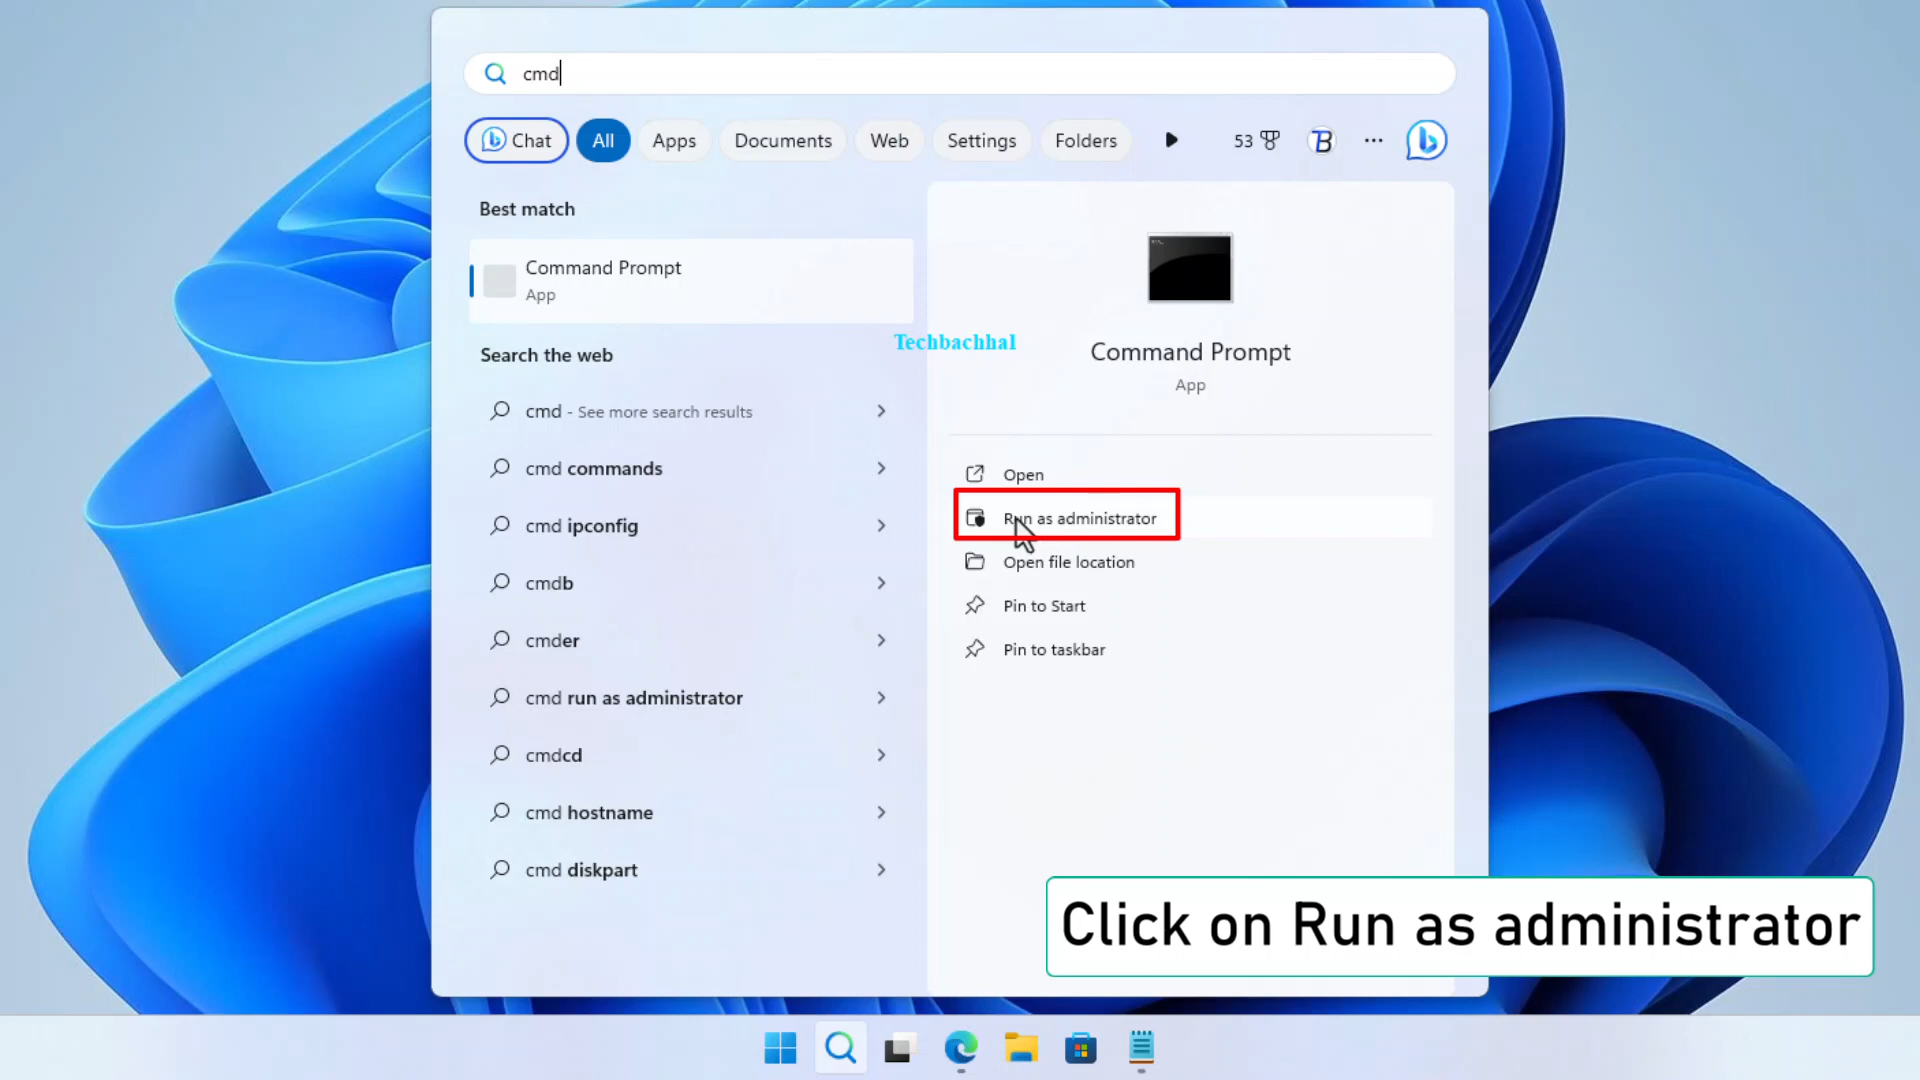 cmd
Chat
All
Apps
Documents
Web
Settings
Folders
53
B
...
b
Best match
Command Prompt
App
Search the web
cmd - See more search results
cmd commands
cmd ipconfig
cmdb
cmder
cmd run as administrator
cmdcd
cmd hostname
cmd diskpart
Techbachhal
Command Prompt
App
Open
Run as administrator
Open file location
Pin to Start
Pin to taskbar
Click on Run as administrator